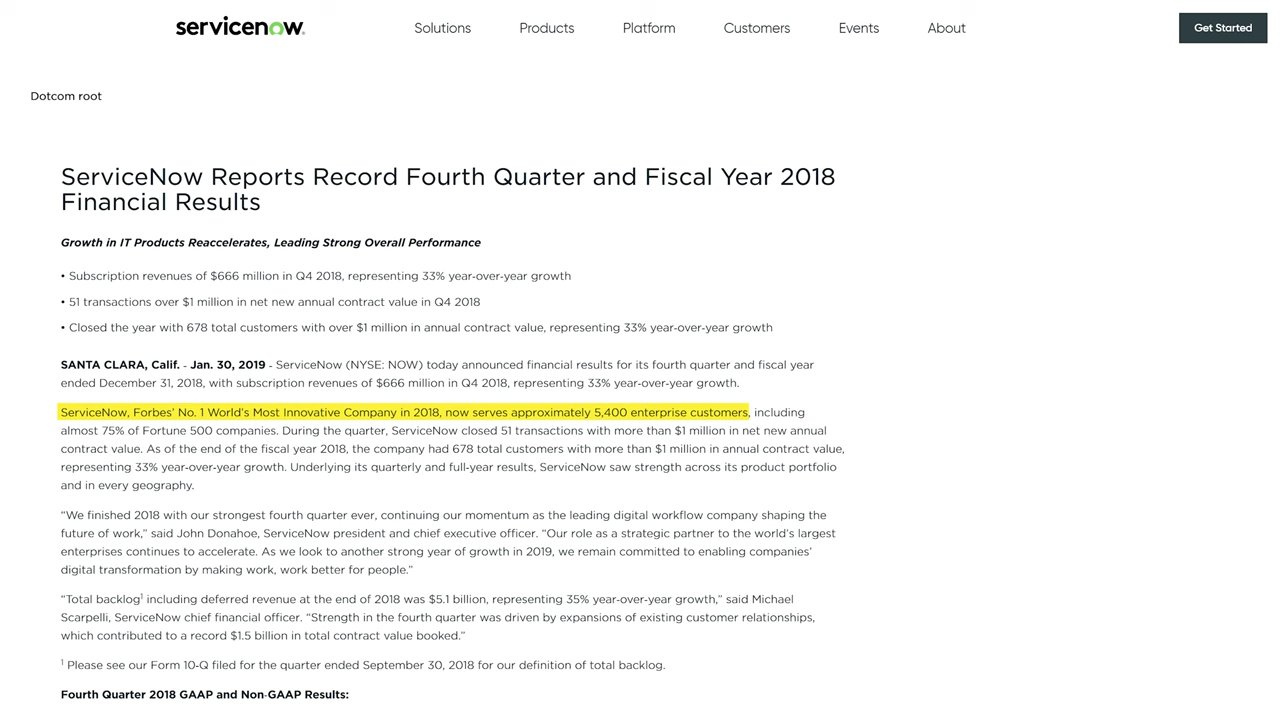 servicenow
Solutions
Products
Platform
Customers
Events
About
Get Started
Dotcom root
ServiceNow Reports Record Fourth Quarter and Fiscal Year 2018
Financial Results
Growth in IT Products Reaccelerates, Leading Strong Overall Performance
• Subscription revenues of $666 million in Q4 2018, representing 33% year-over-year growth
• 51 transactions over $1 million in net new annual contract value in Q4 2018
• Closed the year with 678 total customers with over $1 million in annual contract value, representing 33% year-over-year growth
SANTA CLARA, Calif. - Jan. 30, 2019 - ServiceNow (NYSE: NOW) today announced financial results for its fourth quarter and fiscal year
ended December 31, 2018, with subscription revenues of $666 million in Q4 2018, representing 33% year-over-year growth.
ServiceNow, Forbes’ No. 1 World’s Most Innovative Company in 2018, now serves approximately 5,400 enterprise customers, including
almost 75% of Fortune 500 companies. During the quarter, ServiceNow closed 51 transactions with more than $1 million in net new annual
contract value. As of the end of the fiscal year 2018, the company had 678 total customers with more than $1 million in annual contract value,
representing 33% year-over-year growth. Underlying its quarterly and full-year results, ServiceNow saw strength across its product portfolio
and in every geography.
“We finished 2018 with our strongest fourth quarter ever, continuing our momentum as the leading digital workflow company shaping the
future of work,” said John Donahoe, ServiceNow president and chief executive officer. “Our role as a strategic partner to the world’s largest
enterprises continues to accelerate. As we look to another strong year of growth in 2019, we remain committed to enabling companies’
digital transformation by making work, work better for people.”
“Total backlog¹ including deferred revenue at the end of 2018 was $5.1 billion, representing 35% year-over-year growth,” said Michael
Scarpelli, ServiceNow chief financial officer. “Strength in the fourth quarter was driven by expansions of existing customer relationships,
which contributed to a record $1.5 billion in total contract value booked.”
¹ Please see our Form 10-Q filed for the quarter ended September 30, 2018 for our definition of total backlog.
Fourth Quarter 2018 GAAP and Non-GAAP Results: